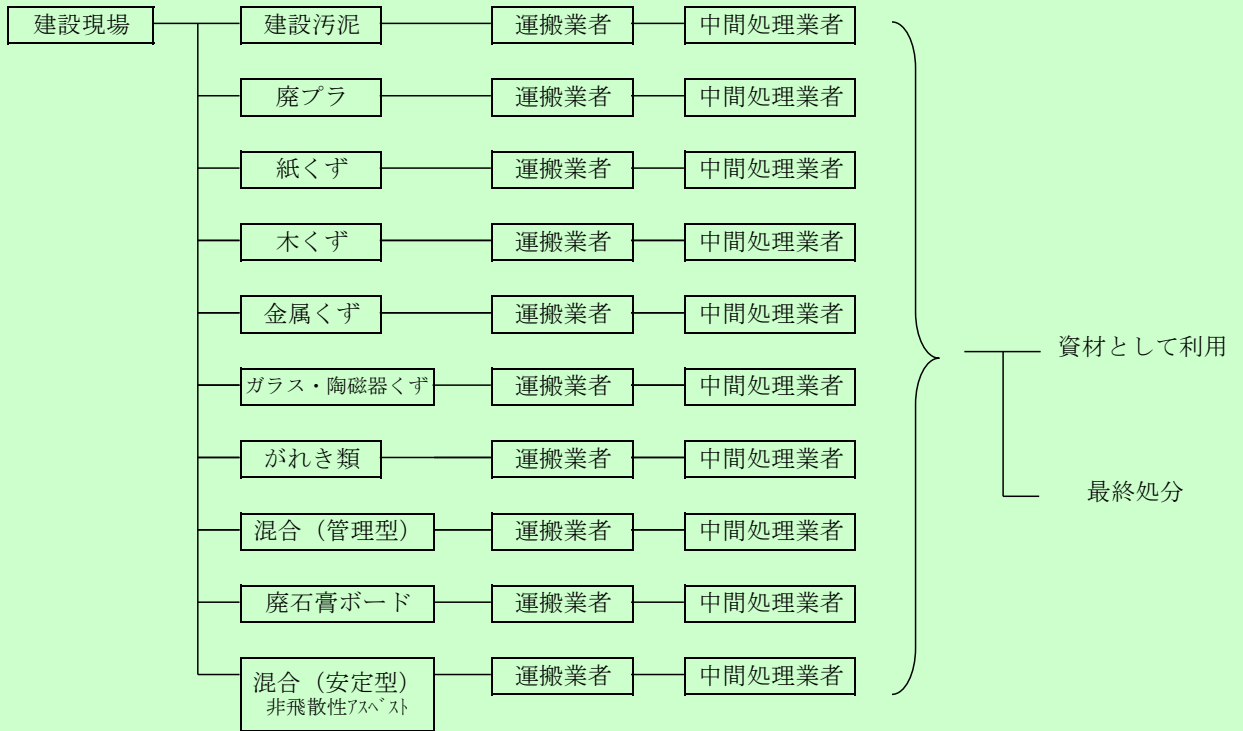 建設現場 建設汚泥 運搬業者 中間処理業者
廃プラ 運搬業者 中間処理業者
紙くず 運搬業者 中間処理業者
木くず 運搬業者 中間処理業者
金属くず 運搬業者 中間処理業者
資材として利用
ガラス・陶磁器くず 運搬業者 中間処理業者
がれき類 運搬業者 中間処理業者
最終処分
混合（管理型） 運搬業者 中間処理業者
廃石膏ボード 運搬業者 中間処理業者
混合（安定型） 運搬業者 中間処理業者
非飛散性ｱｽﾍﾞｽﾄ